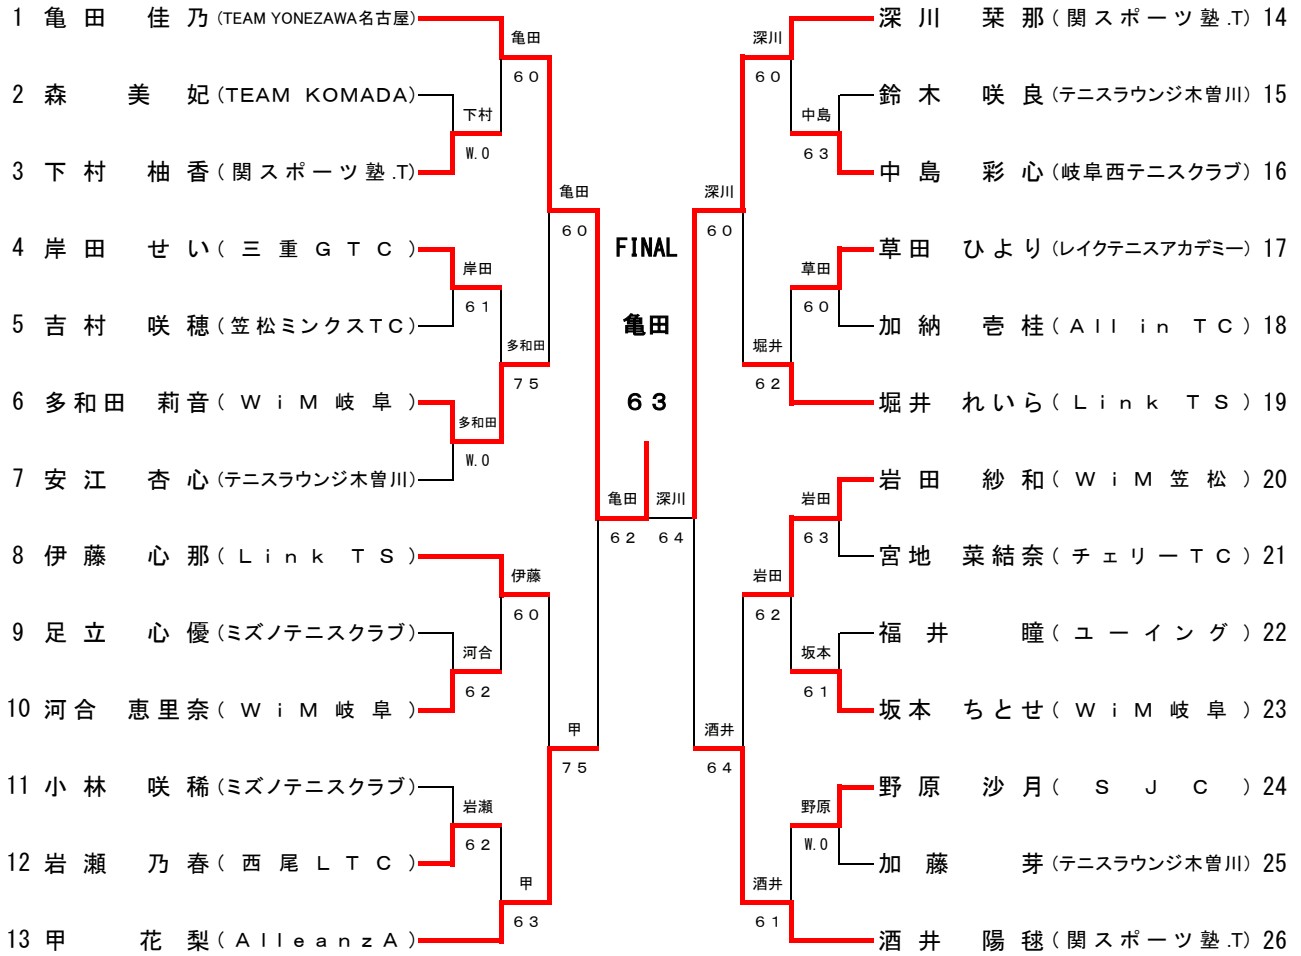 1 亀田 佳乃 (TEAM YONEZAWA名古屋)
2 森 美妃 (TEAM KOMADA)
3 下村 柚香 (関スポーツ塾.T)
4 岸田 せい (三重GTC)
5 吉村 咲穂 (笠松ミンクスTC)
6 多和田 莉音 (WiM岐阜)
7 安江 杏心 (テニスラウンジ木曽川)
8 伊藤 心那 (Link TS)
9 足立 心優 (ミズノテニスクラブ)
10 河合 恵里奈 (WiM岐阜)
11 小林 咲稀 (ミズノテニスクラブ)
12 岩瀬 乃春 (西尾LTC)
13 甲 花梨 (AlleanzA)
亀田
60
下村
W.0
岸田
61
多和田
W.0
多和田
75
亀田
60
伊藤
60
河合
62
岩瀬
62
甲
63
甲
75
亀田
62
FINAL
亀田
63
深川
64
深川
60
酒井
64
深川
60
中島
63
草田
60
堀井
62
岩田
63
岩田
62
坂本
61
野原
W.0
酒井
61
深川 栞那 (関スポーツ塾.T) 14
鈴木 咲良 (テニスラウンジ木曽川) 15
中島 彩心 (岐阜西テニスクラブ) 16
草田 ひより (レイクテニスアカデミー) 17
加納 壱桂 (All in TC) 18
堀井 れいら (Link TS) 19
岩田 紗和 (WiM笠松) 20
宮地 菜結奈 (チェリーTC) 21
福井 瞳 (ユーイング) 22
坂本 ちとせ (WiM岐阜) 23
野原 沙月 (SJC) 24
加藤 芽 (テニスラウンジ木曽川) 25
酒井 陽毬 (関スポーツ塾.T) 26